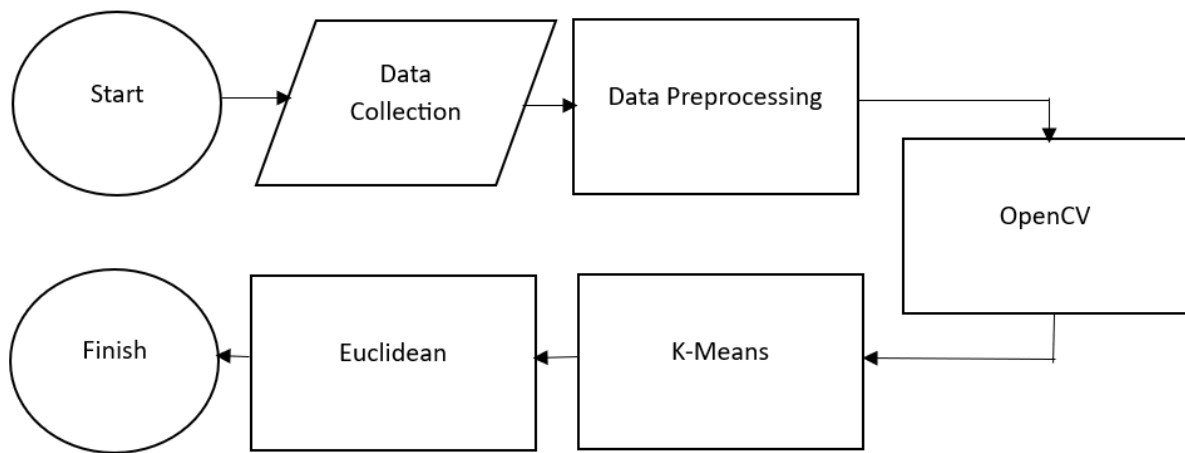 Start
Data
Collection
Data Preprocessing
OpenCV
K-Means
Euclidean
Finish